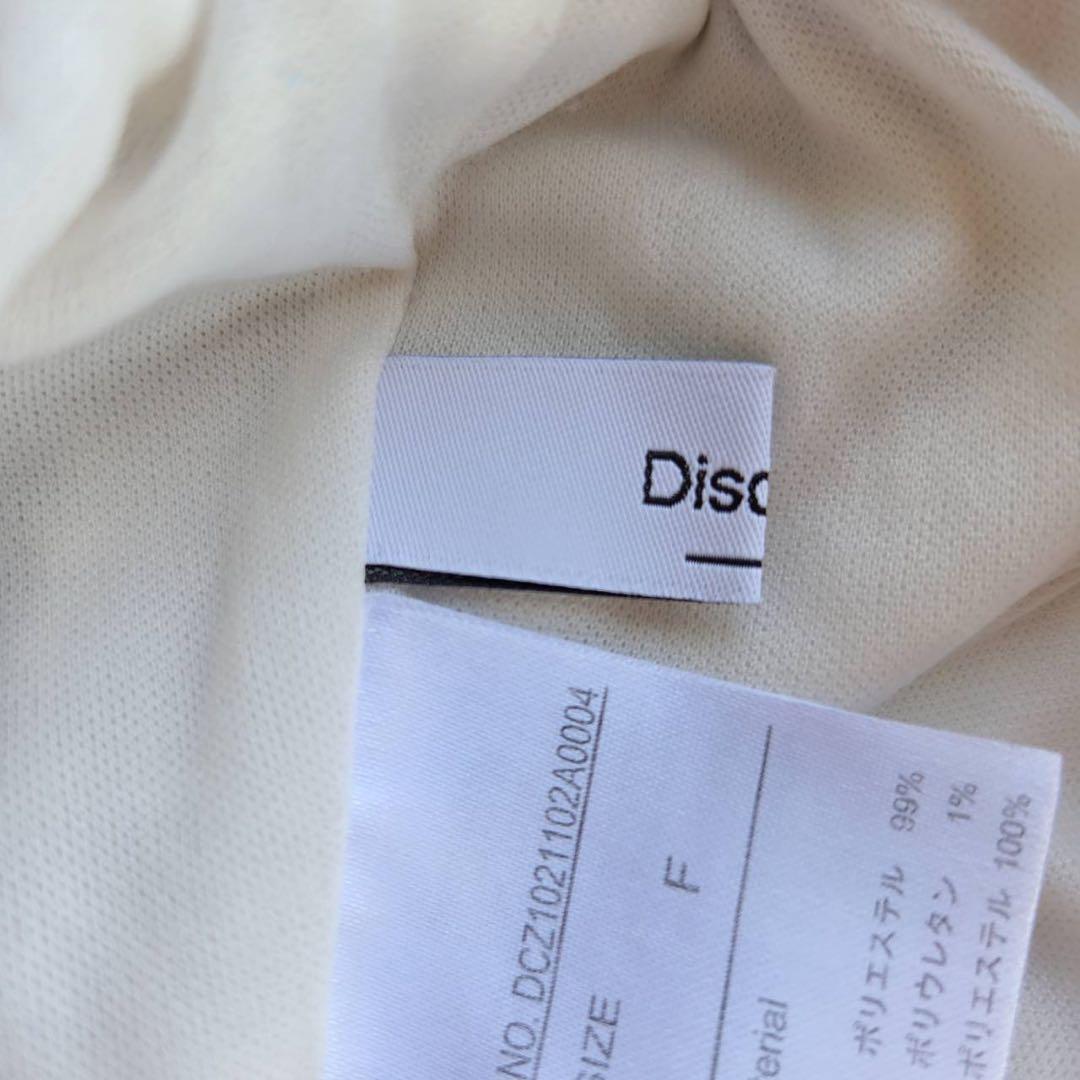 Disc
NO. DCZ1021102A0004
SIZE F
erial
ポリエステル 99%
ポリウレタン 1%
ポリエステル 100%